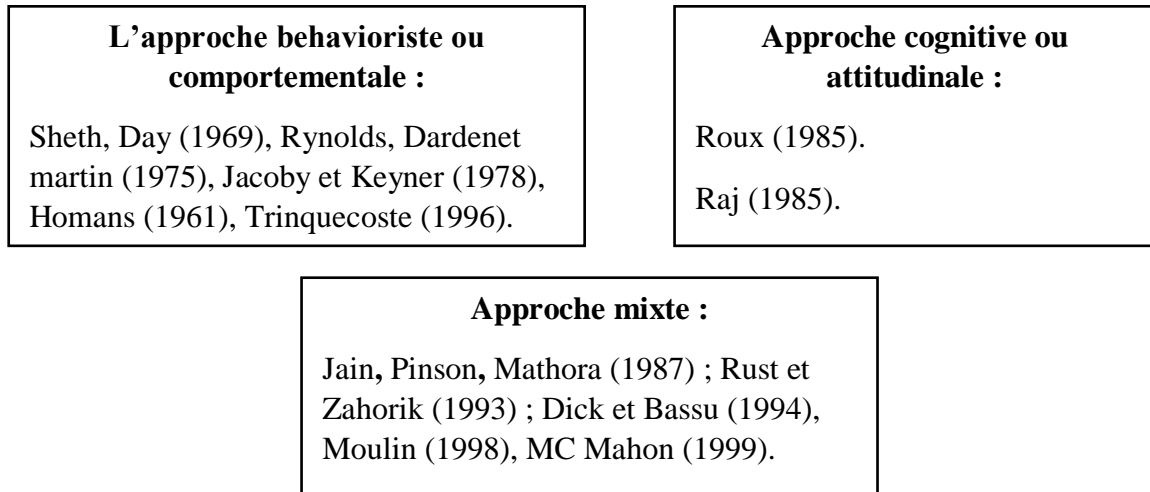 L’approche behavioriste ou
comportementale :
Sheth, Day (1969), Rynolds, Dardenet
martin (1975), Jacoby et Keyner (1978),
Homans (1961), Trinquecoste (1996).
Approche cognitive ou
attitudinale :
Roux (1985).
Raj (1985).
Approche mixte :
Jain, Pinson, Mathora (1987) ; Rust et
Zahorik (1993) ; Dick et Bassu (1994),
Moulin (1998), MC Mahon (1999).